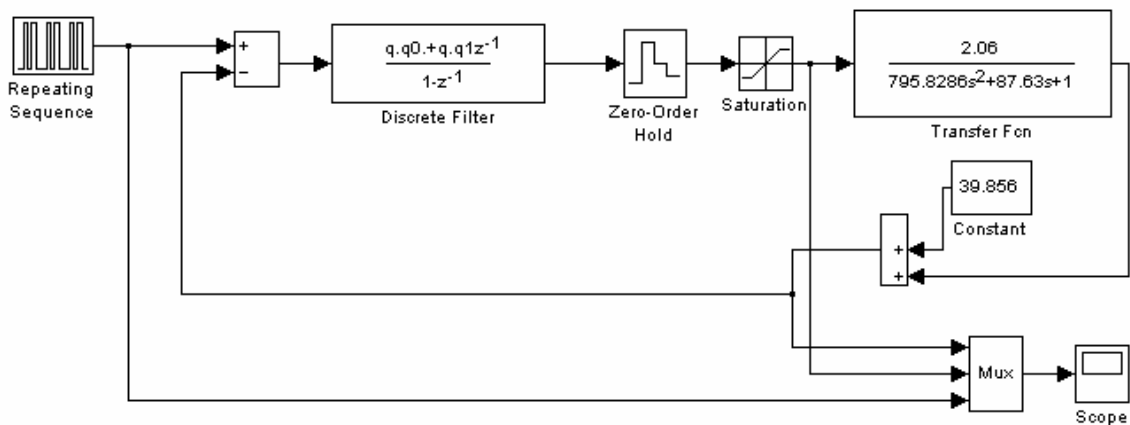 Repeating
Sequence
+
−
q.q0.+q.q1z⁻¹
1-z⁻¹
Discrete Filter
Zero-Order
Hold
Saturation
2.06
795.8286s²+87.63s+1
Transfer Fcn
39.856
Constant
+
+
Mux
Scope